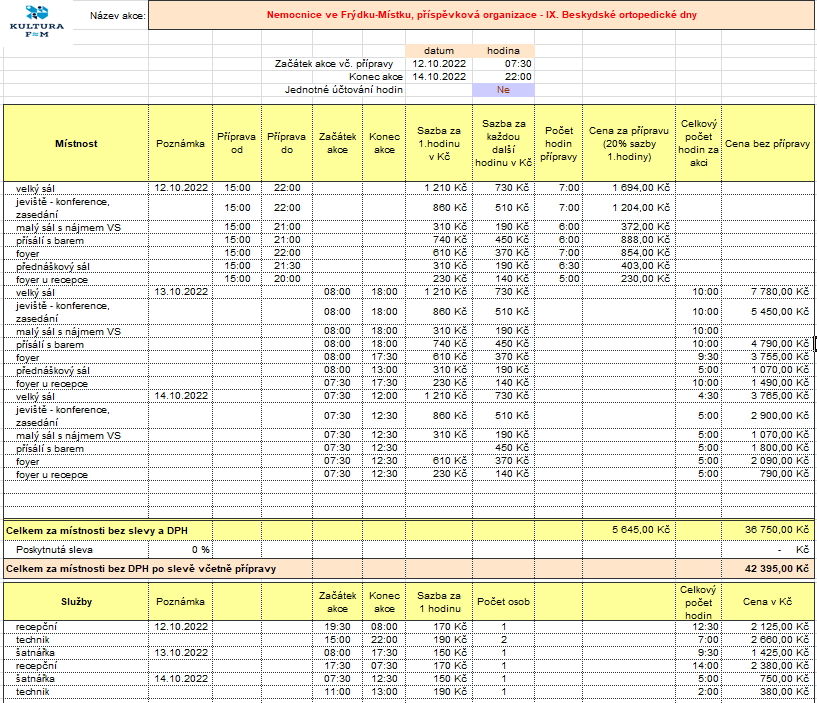 KULTURA
F≈M
Název akce: Nemocnice ve Frýdku-Místku, příspěvková organizace - IX. Beskydské ortopedické dny
datum hodina
Začátek akce vč. přípravy 12.10.2022 07:30
Konec akce 14.10.2022 22:00
Jednotné účtování hodin Ne
Místnost Poznámka Příprava od Příprava do Začátek akce Konec akce Sazba za 1.hodinu v Kč Sazba za každou další hodinu v Kč Počet hodin přípravy Cena za přípravu (20% sazby 1.hodiny) Celkový počet hodin za akci Cena bez přípravy
velký sál 12.10.2022 15:00 22:00 1 210 Kč 730 Kč 7:00 1 694,00 Kč
jeviště - konference, zasedání 15:00 22:00 860 Kč 510 Kč 7:00 1 204,00 Kč
malý sál s nájmem VS 15:00 21:00 310 Kč 190 Kč 6:00 372,00 Kč
přísálí s barem 15:00 21:00 740 Kč 450 Kč 6:00 888,00 Kč
foyer 15:00 22:00 610 Kč 370 Kč 7:00 854,00 Kč
přednáškový sál 15:00 21:30 310 Kč 190 Kč 6:30 403,00 Kč
foyer u recepce 15:00 20:00 230 Kč 140 Kč 5:00 230,00 Kč
velký sál 13.10.2022 08:00 18:00 1 210 Kč 730 Kč 10:00 7 780,00 Kč
jeviště - konference, zasedání 08:00 18:00 860 Kč 510 Kč 10:00 5 450,00 Kč
malý sál s nájmem VS 08:00 18:00 310 Kč 190 Kč 10:00
přísálí s barem 08:00 18:00 740 Kč 450 Kč 10:00 4 790,00 Kč
foyer 08:00 17:30 610 Kč 370 Kč 9:30 3 755,00 Kč
přednáškový sál 08:00 13:00 310 Kč 190 Kč 5:00 1 070,00 Kč
foyer u recepce 07:30 17:30 230 Kč 140 Kč 10:00 1 490,00 Kč
velký sál 14.10.2022 07:30 12:00 1 210 Kč 730 Kč 4:30 3 765,00 Kč
jeviště - konference, zasedání 07:30 12:30 860 Kč 510 Kč 5:00 2 900,00 Kč
malý sál s nájmem VS 07:30 12:30 310 Kč 190 Kč 5:00 1 070,00 Kč
přísálí s barem 07:30 12:30 450 Kč 5:00 1 800,00 Kč
foyer 07:30 12:30 610 Kč 370 Kč 5:00 2 090,00 Kč
foyer u recepce 07:30 12:30 230 Kč 140 Kč 5:00 790,00 Kč
Celkem za místnosti bez slevy a DPH 5 645,00 Kč 36 750,00 Kč
Poskytnutá sleva 0 % - Kč
Celkem za místnosti bez DPH po slevě včetně přípravy 42 395,00 Kč
Služby Poznámka Začátek akce Konec akce Sazba za 1 hodinu Počet osob Celkový počet hodin Cena v Kč
recepční 12.10.2022 19:30 08:00 170 Kč 1 12:30 2 125,00 Kč
technik 15:00 22:00 190 Kč 2 7:00 2 660,00 Kč
šatnářka 13.10.2022 08:00 17:30 150 Kč 1 9:30 1 425,00 Kč
recepční 17:30 07:30 170 Kč 1 14:00 2 380,00 Kč
šatnářka 14.10.2022 07:30 12:30 150 Kč 1 5:00 750,00 Kč
technik 11:00 13:00 190 Kč 1 2:00 380,00 Kč